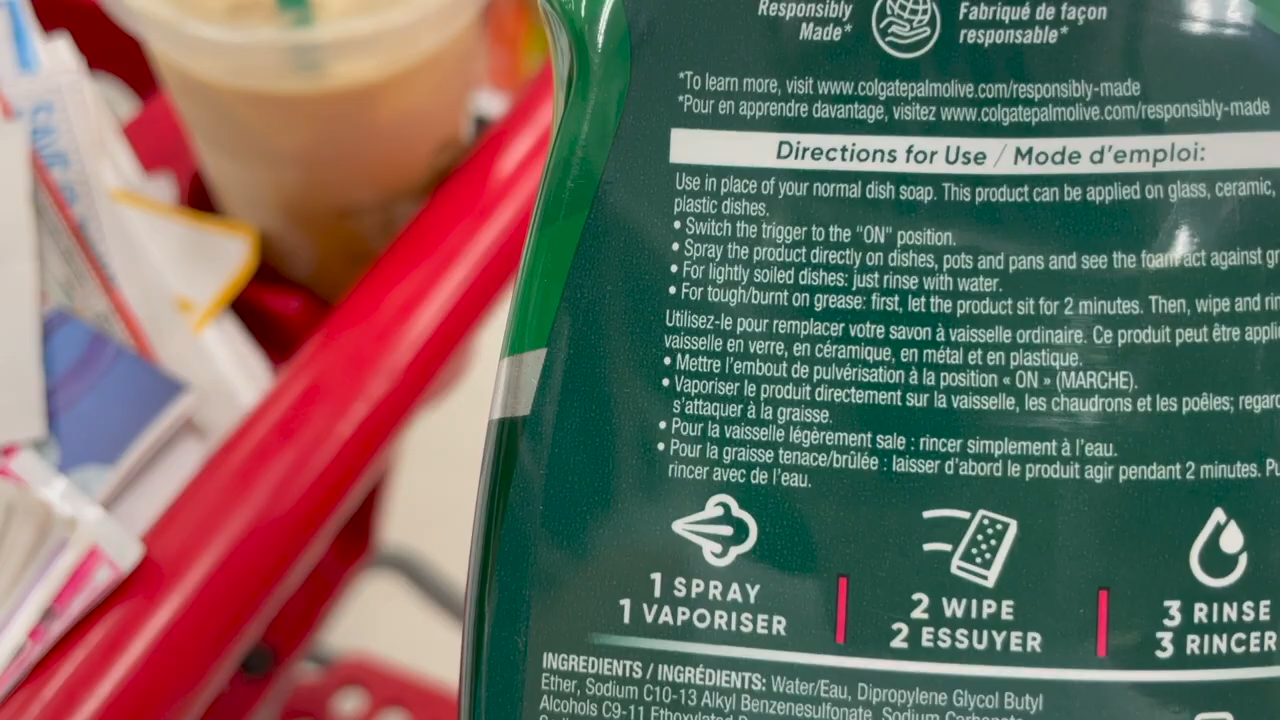 Responsibly
Made*
Fabriqué de façon
responsable*
*To learn more, visit www.colgatepalmolive.com/responsibly-made
*Pour en apprendre davantage, visitez www.colgatepalmolive.com/responsibly-made
Directions for Use / Mode d'emploi:
Use in place of your normal dish soap. This product can be applied on glass, ceramic,
plastic dishes.
• Switch the trigger to the "ON" position.
• Spray the product directly on dishes, pots and pans and see the foam act against
• For lightly soiled dishes: just rinse with water.
• For tough/burnt on grease: first, let the product sit for 2 minutes. Then, wipe and
Utilisez-le pour remplacer votre savon à vaisselle ordinaire. Ce produit peut être
vaisselle en verre, en céramique, en métal et en plastique.
• Mettre l'embout de pulvérisation à la position « ON » (MARCHE).
• Vaporiser le produit directement sur la vaisselle, les chaudrons et les poêles;
s'attaquer à la graisse.
• Pour la vaisselle légèrement sale : rincer simplement à l'eau.
• Pour la graisse tenace/brûlée : laisser d'abord le produit agir pendant 2 minutes.
rincer avec de l'eau.
1 SPRAY
1 VAPORISER
2 WIPE
2 ESSUYER
3 RINSE
3 RINCER
INGREDIENTS / INGRÉDIENTS: Water/Eau, Dipropylene Glycol Butyl
Ether, Sodium C10-13 Alkyl Benzenesulfonate, Sodium Carbonate
Alcohols C9-11 Ethoxylated